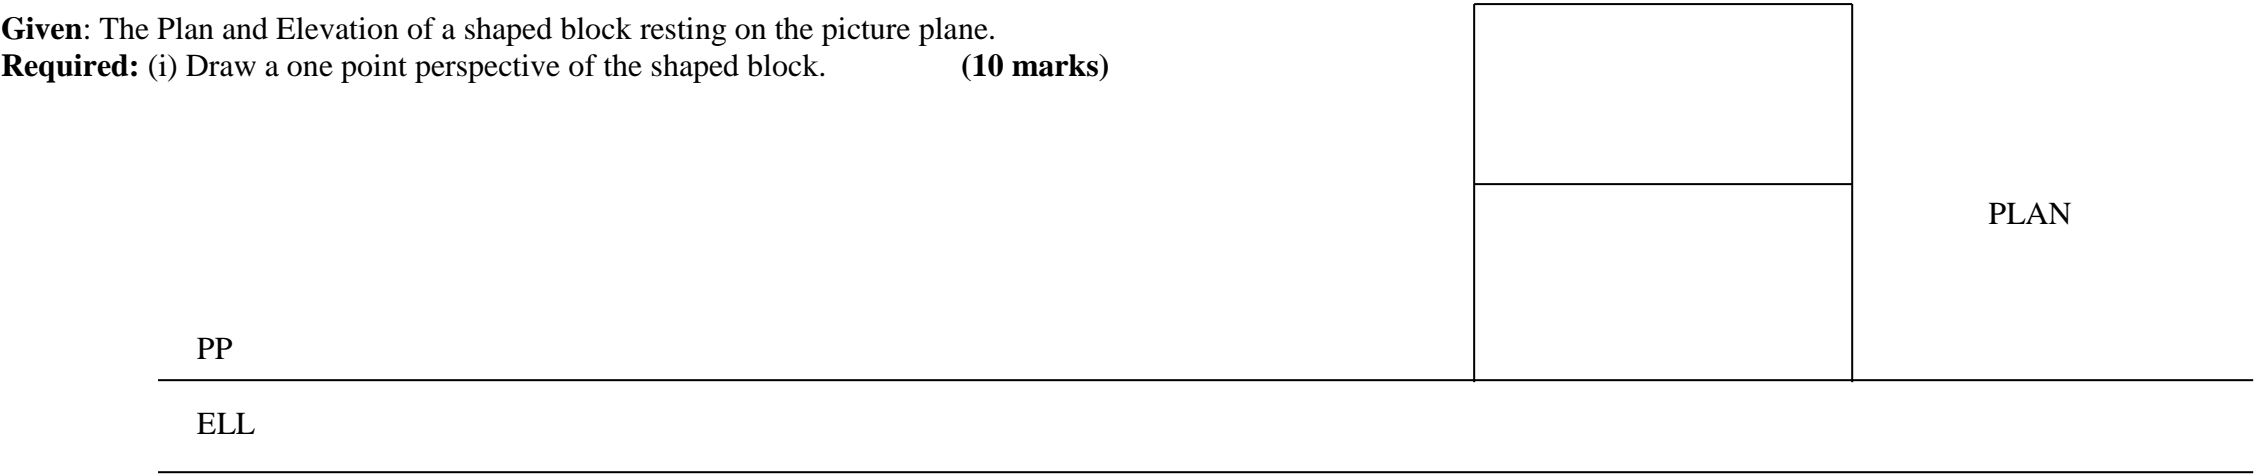 Given: The Plan and Elevation of a shaped block resting on the picture plane.
Required: (i) Draw a one point perspective of the shaped block. (10 marks)
PLAN
PP
ELL